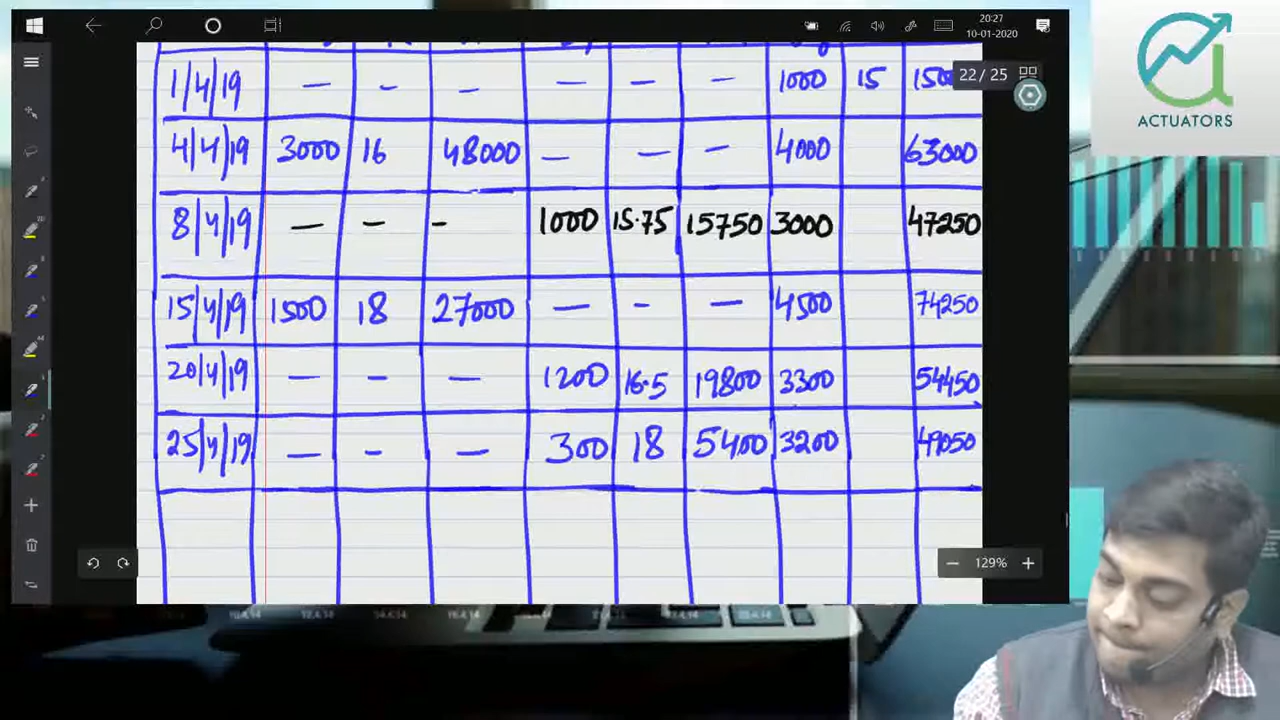 20:27
10-01-2020
22 / 25
ACTUATORS
1/4/19 — - — — — — 1000 15
4/4/19 3000 16 48000 — — — 4000 63000
8/4/19 — - - 1000 15.75 15750 3000 47250
15/4/19 1500 18 27000 — - — 4500 74250
20/4/19 — - — 1200 16.5 19800 3300 54450
25/4/19 — - — 300 18 5400 3200 49050
129%